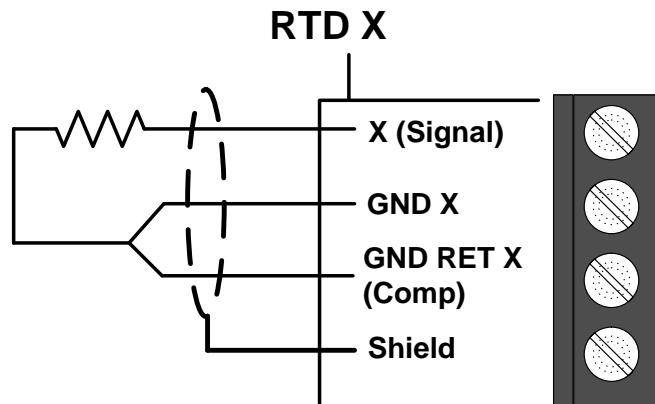 RTD X
X (Signal)
GND X
GND RET X
(Comp)
Shield